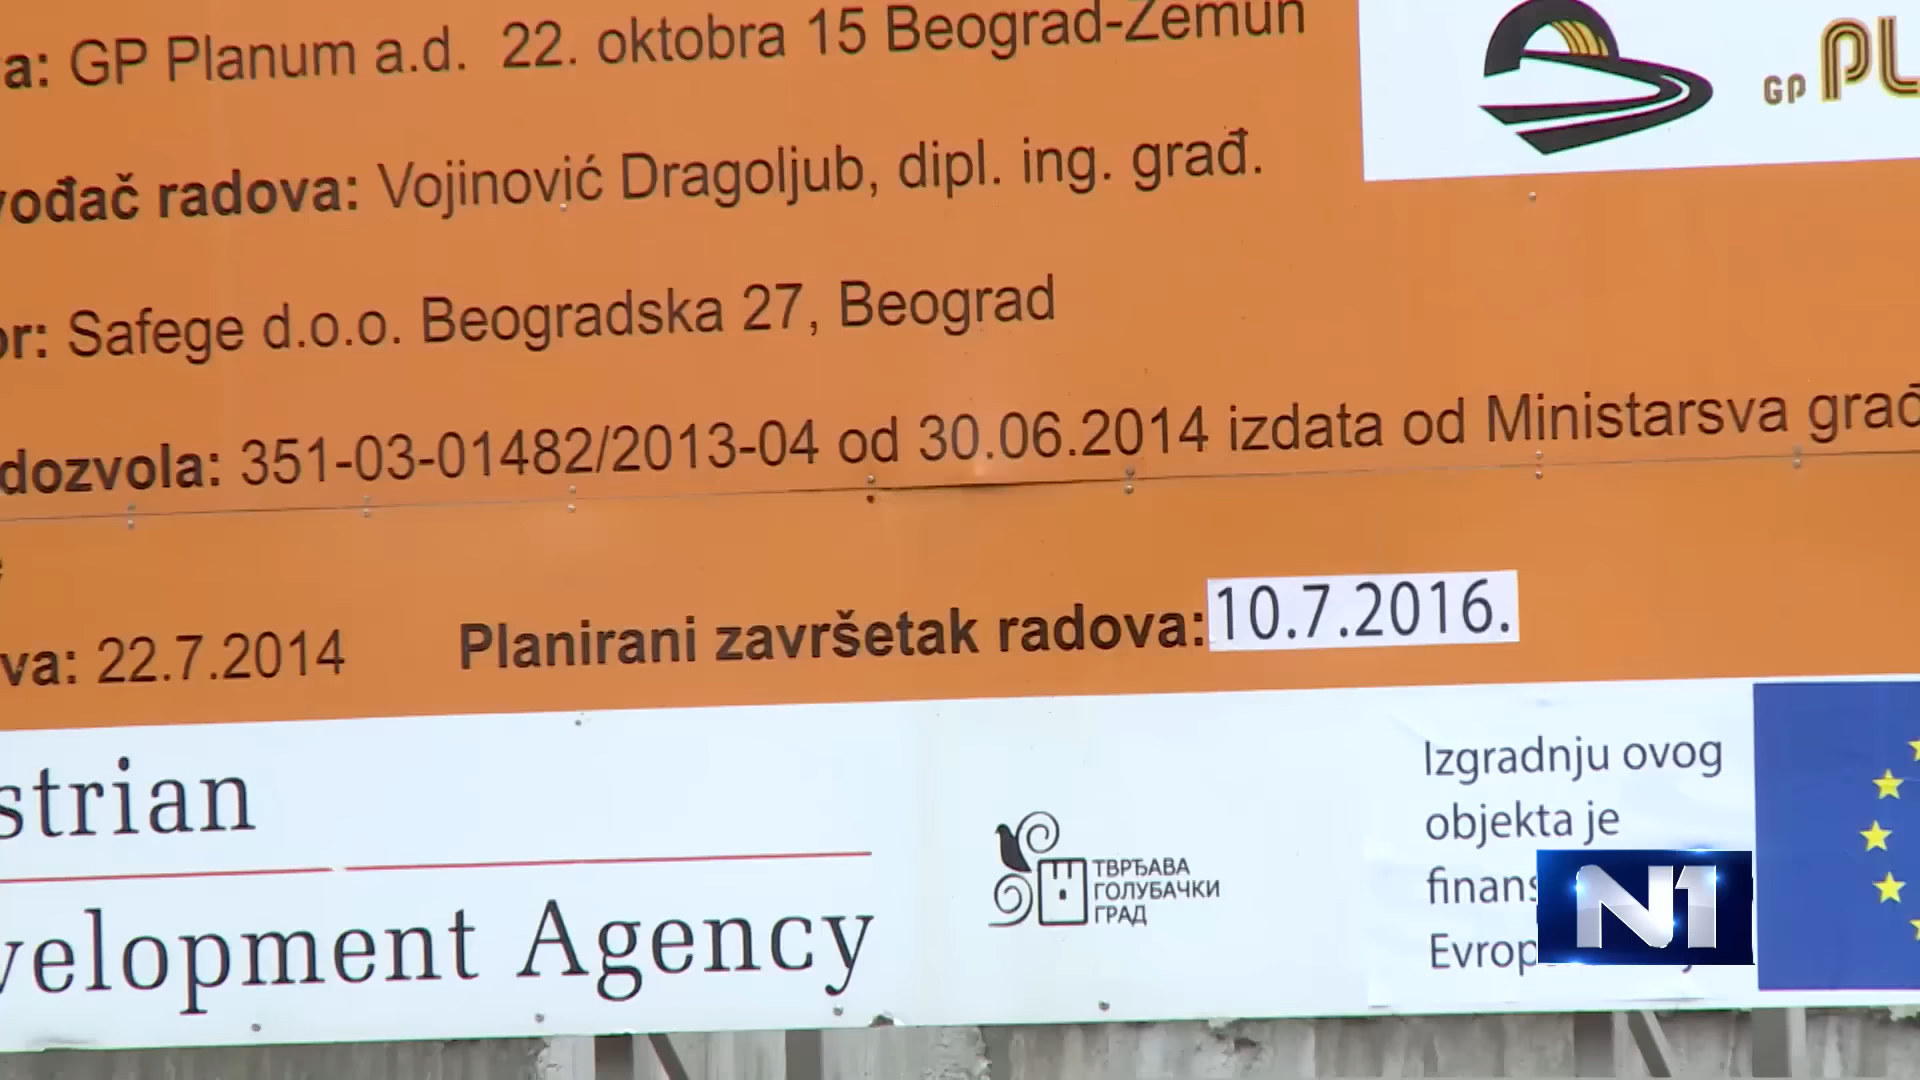 a: GP Planum a.d. 22. oktobra 15 Beograd-Zemun
GP PL
vođač radova: Vojinović Dragoljub, dipl. ing. građ.
or: Safege d.o.o. Beogradska 27, Beograd
dozvola: 351-03-01482/2013-04 od 30.06.2014 izdata od Ministarsva građ
va: 22.7.2014 Planirani završetak radova: 10.7.2016.
strian
velopment Agency
ТВРЂАВА
ГОЛУБАЧКИ
ГРАД
Izgradnju ovog
objekta je
finans
Evrop
N1